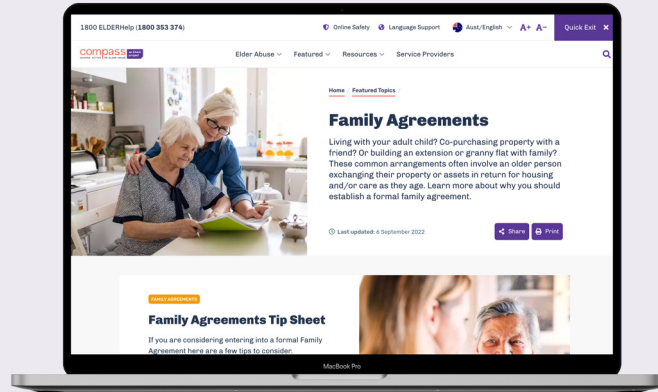 1800 ELDERHelp (1800 353 374)
Online Safety
Language Support
Aust/English
A+ A-
Quick Exit ×
compass
Elder Abuse
Featured
Resources
Service Providers
Home / Featured Topics /
Family Agreements
Living with your adult child? Co-purchasing property with a
friend? Or building an extension or granny flat with family?
These common arrangements often involve an older person
exchanging their property or assets in return for housing
and/or care as they age. Learn more about why you should
establish a formal family agreement.
Last updated: 6 September 2022
Share
Print
FAMILY AGREEMENTS
Family Agreements Tip Sheet
If you are considering entering into a formal Family
Agreement here are a few tips to consider.
MacBook Pro